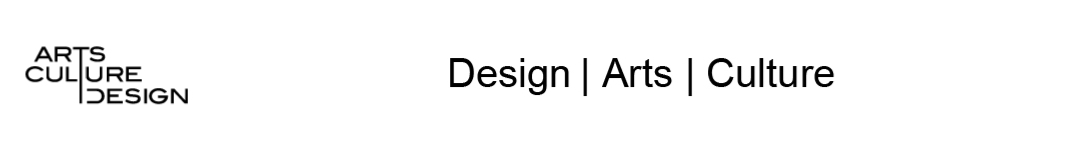 ARTS
CULTURE
DESIGN
Design | Arts | Culture